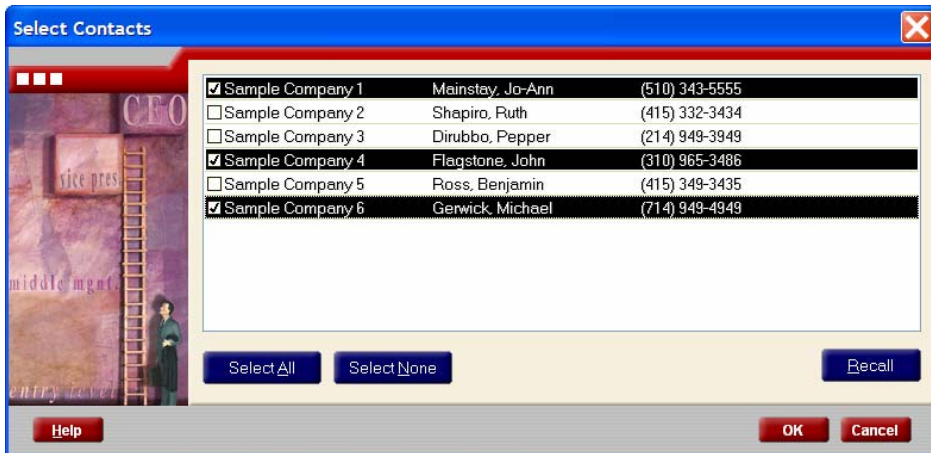 Select Contacts
CEO
vice pres.
middle mgnt.
entry level
Sample Company 1 Mainstay, Jo-Ann (510) 343-5555
Sample Company 2 Shapiro, Ruth (415) 332-3434
Sample Company 3 Dirubbo, Pepper (214) 949-3949
Sample Company 4 Flagstone, John (310) 965-3486
Sample Company 5 Ross, Benjamin (415) 349-3435
Sample Company 6 Gerwick, Michael (714) 949-4949
Select All Select None Recall
Help OK Cancel